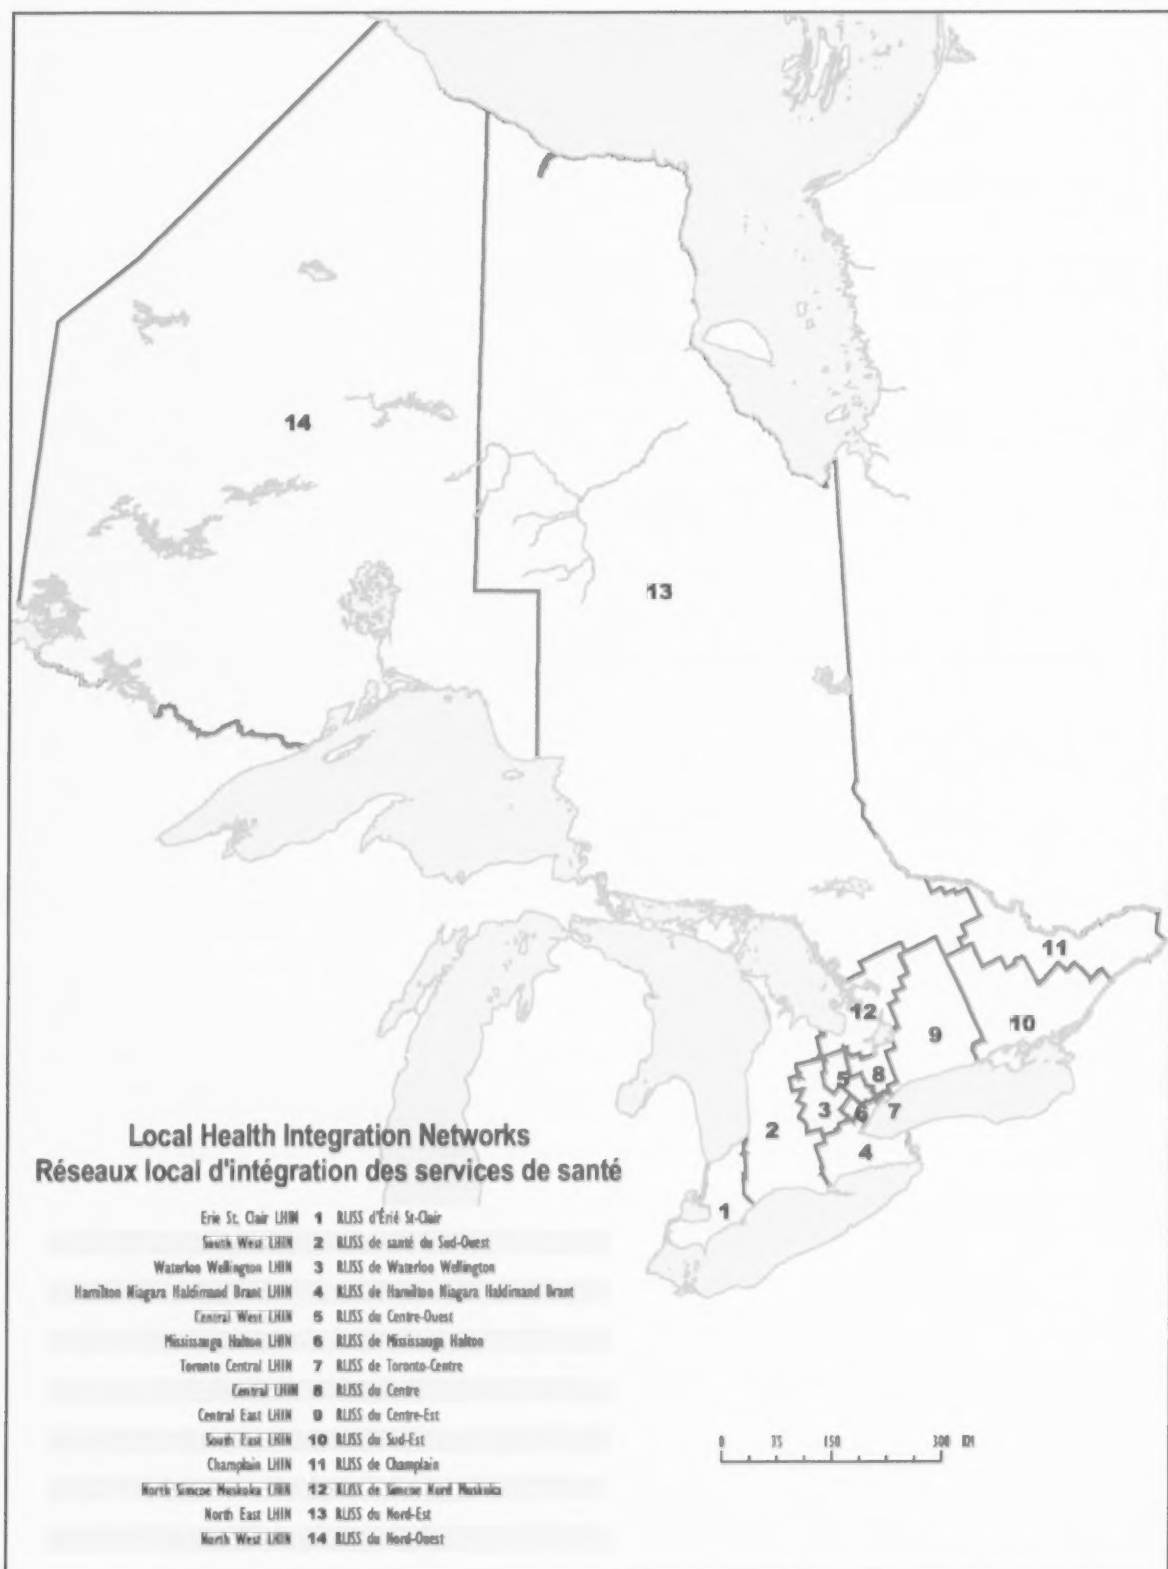 14
13
11
12
10
9
5
8
3
6
7
2
4
1
Local Health Integration Networks
Réseaux local d'intégration des services de santé
Erie St. Clair LHIN 1 RLISS d'Érié St-Clair
South West LHIN 2 RLISS de santé du Sud-Ouest
Waterloo Wellington LHIN 3 RLISS de Waterloo Wellington
Hamilton Niagara Haldimand Brant LHIN 4 RLISS de Hamilton Niagara Haldimand Brant
Central West LHIN 5 RLISS du Centre-Ouest
Mississauga Halton LHIN 6 RLISS de Mississauga Halton
Toronto Central LHIN 7 RLISS de Toronto-Centre
Central LHIN 8 RLISS du Centre
Central East LHIN 9 RLISS du Centre-Est
South East LHIN 10 RLISS du Sud-Est
Champlain LHIN 11 RLISS de Champlain
North Simcoe Muskoka LHIN 12 RLISS de Simcoe Nord Muskoka
North East LHIN 13 RLISS du Nord-Est
North West LHIN 14 RLISS du Nord-Ouest
0 75 150 300 KM